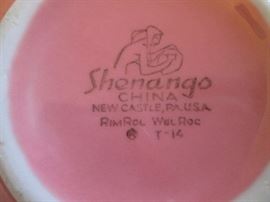 Shenango
CHINA
NEW CASTLE, PA. U.S.A.
RIMROL WELROC
® T-14